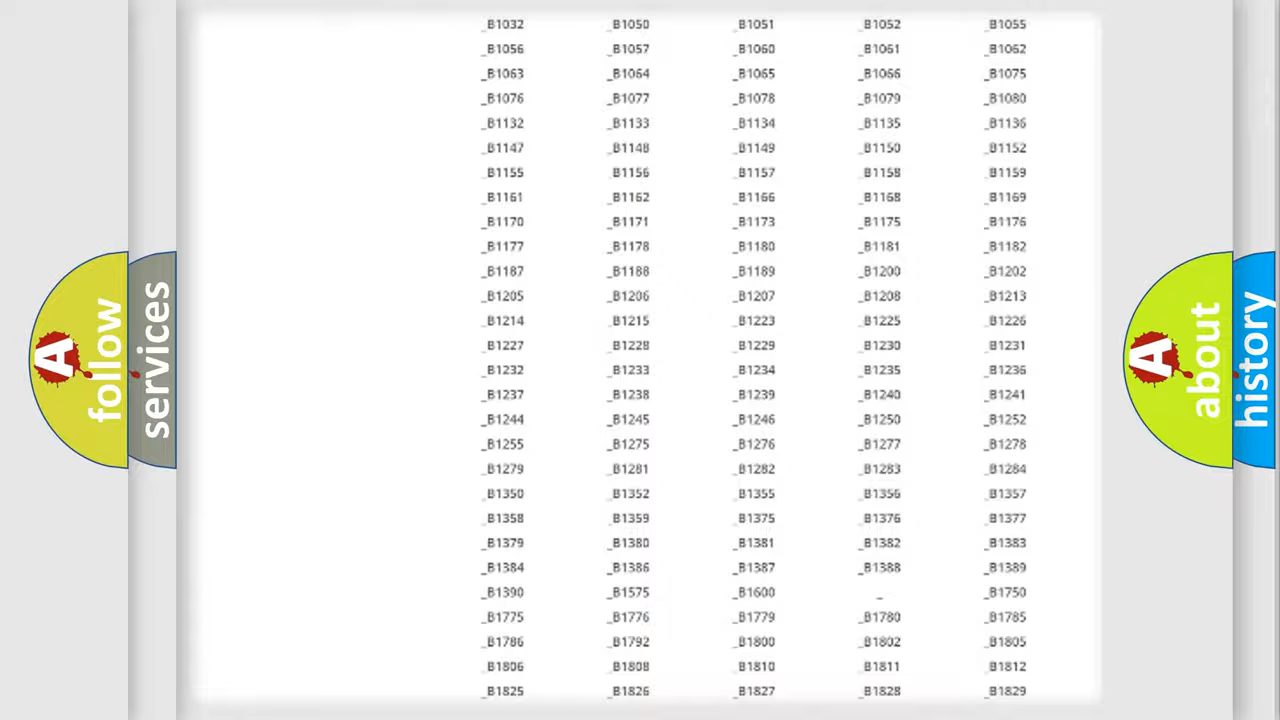 _B1032 _B1050 _B1051 _B1052 _B1055
_B1056 _B1057 _B1060 _B1061 _B1062
_B1063 _B1064 _B1065 _B1066 _B1075
_B1076 _B1077 _B1078 _B1079 _B1080
_B1132 _B1133 _B1134 _B1135 _B1136
_B1147 _B1148 _B1149 _B1150 _B1152
_B1155 _B1156 _B1157 _B1158 _B1159
_B1161 _B1162 _B1166 _B1168 _B1169
_B1170 _B1171 _B1173 _B1175 _B1176
_B1177 _B1178 _B1180 _B1181 _B1182
_B1187 _B1188 _B1189 _B1200 _B1202
_B1205 _B1206 _B1207 _B1208 _B1213
_B1214 _B1215 _B1223 _B1225 _B1226
_B1227 _B1228 _B1229 _B1230 _B1231
_B1232 _B1233 _B1234 _B1235 _B1236
_B1237 _B1238 _B1239 _B1240 _B1241
_B1244 _B1245 _B1246 _B1250 _B1252
_B1255 _B1275 _B1276 _B1277 _B1278
_B1279 _B1281 _B1282 _B1283 _B1284
_B1350 _B1352 _B1355 _B1356 _B1357
_B1358 _B1359 _B1375 _B1376 _B1377
_B1379 _B1380 _B1381 _B1382 _B1383
_B1384 _B1386 _B1387 _B1388 _B1389
_B1390 _B1575 _B1600 _ _B1750
_B1775 _B1776 _B1779 _B1780 _B1785
_B1786 _B1792 _B1800 _B1802 _B1805
_B1806 _B1808 _B1810 _B1811 _B1812
_B1825 _B1826 _B1827 _B1828 _B1829
A follow
services
A about
history